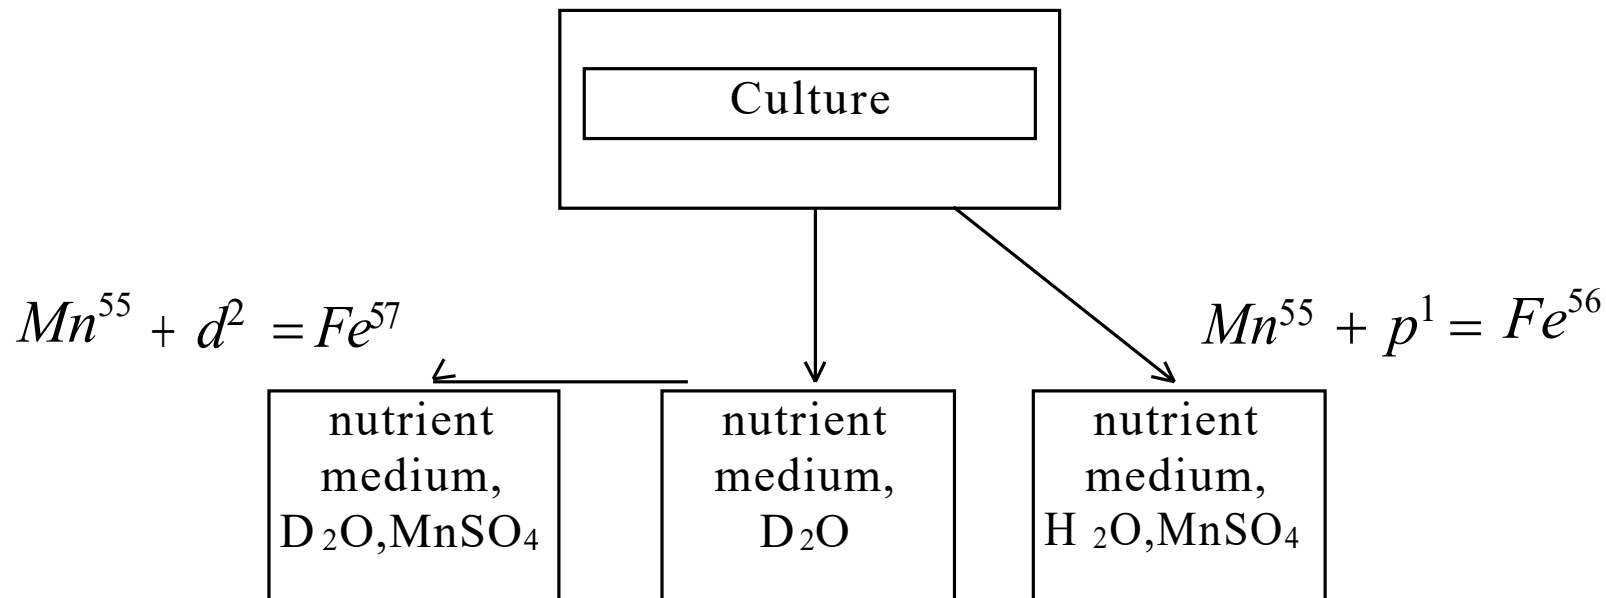 Culture
Mn⁵⁵ + d² = Fe⁵⁷
Mn⁵⁵ + p¹ = Fe⁵⁶
nutrient
medium,
D₂O,MnSO₄
nutrient
medium,
D₂O
nutrient
medium,
H₂O,MnSO₄